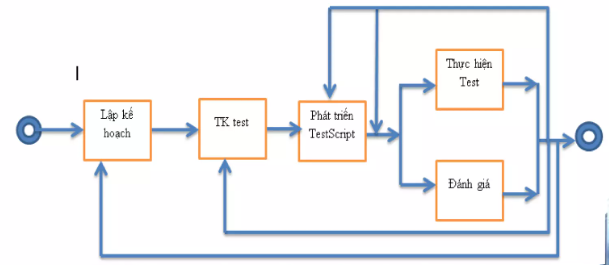 Lập kế
hoạch
TK test
Phát triển
TestScript
Thực hiện
Test
Đánh giá